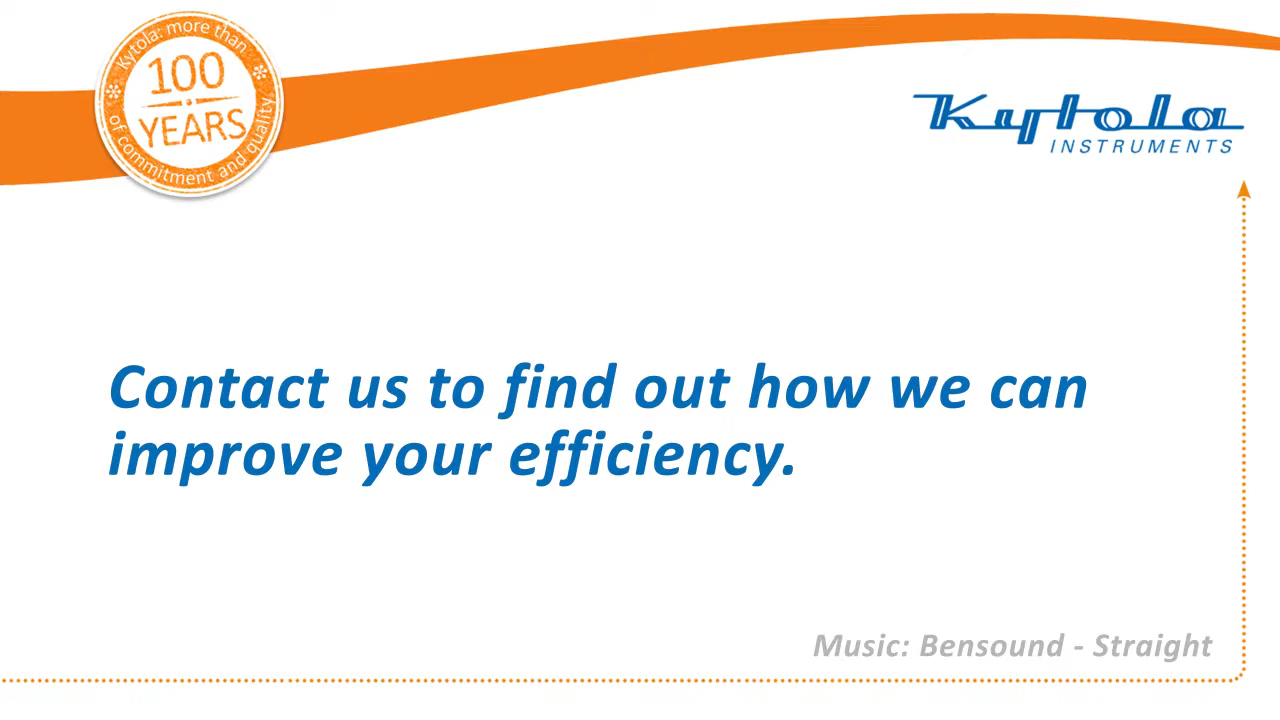 Kytola: more than
100
YEARS
of commitment and quality
Kytola
INSTRUMENTS
Contact us to find out how we can
improve your efficiency.
Music: Bensound - Straight